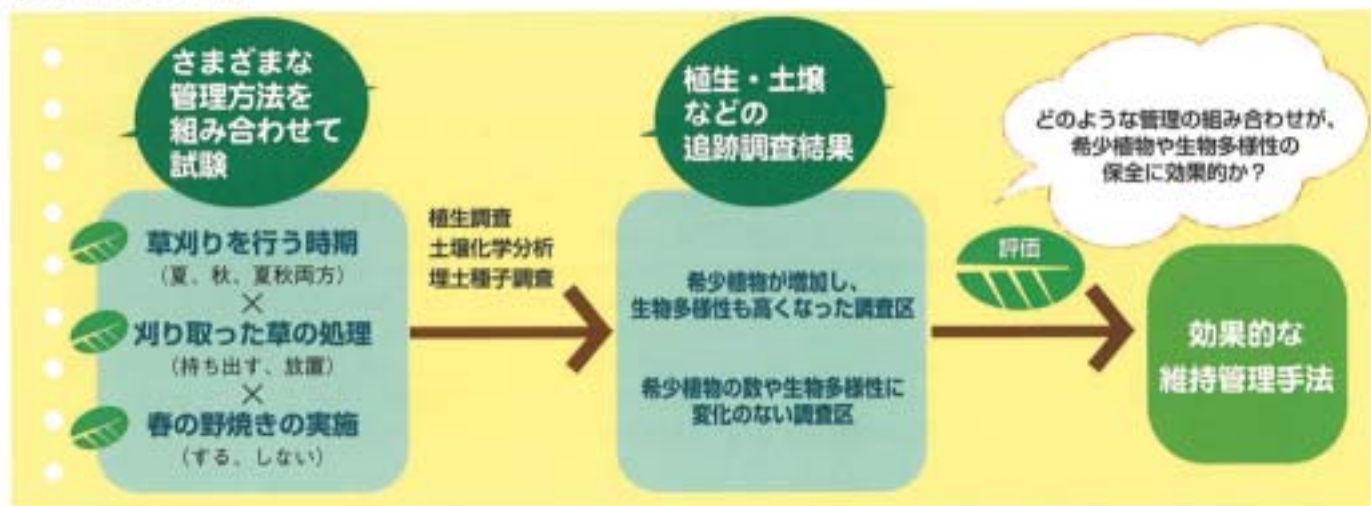 さまざまな
管理方法を
組み合わせて
試験
草刈りを行う時期
(夏、秋、夏秋両方)
×
刈り取った草の処理
(持ち出す、放置)
×
春の野焼きの実施
(する、しない)
植生調査
土壌化学分析
埋土種子調査
植生・土壌
などの
追跡調査結果
希少植物が増加し、
生物多様性も高くなった調査区
希少植物の数や生物多様性に
変化のない調査区
どのような管理の組み合わせが、
希少植物や生物多様性の
保全に効果的か?
評価
効果的な
維持管理手法